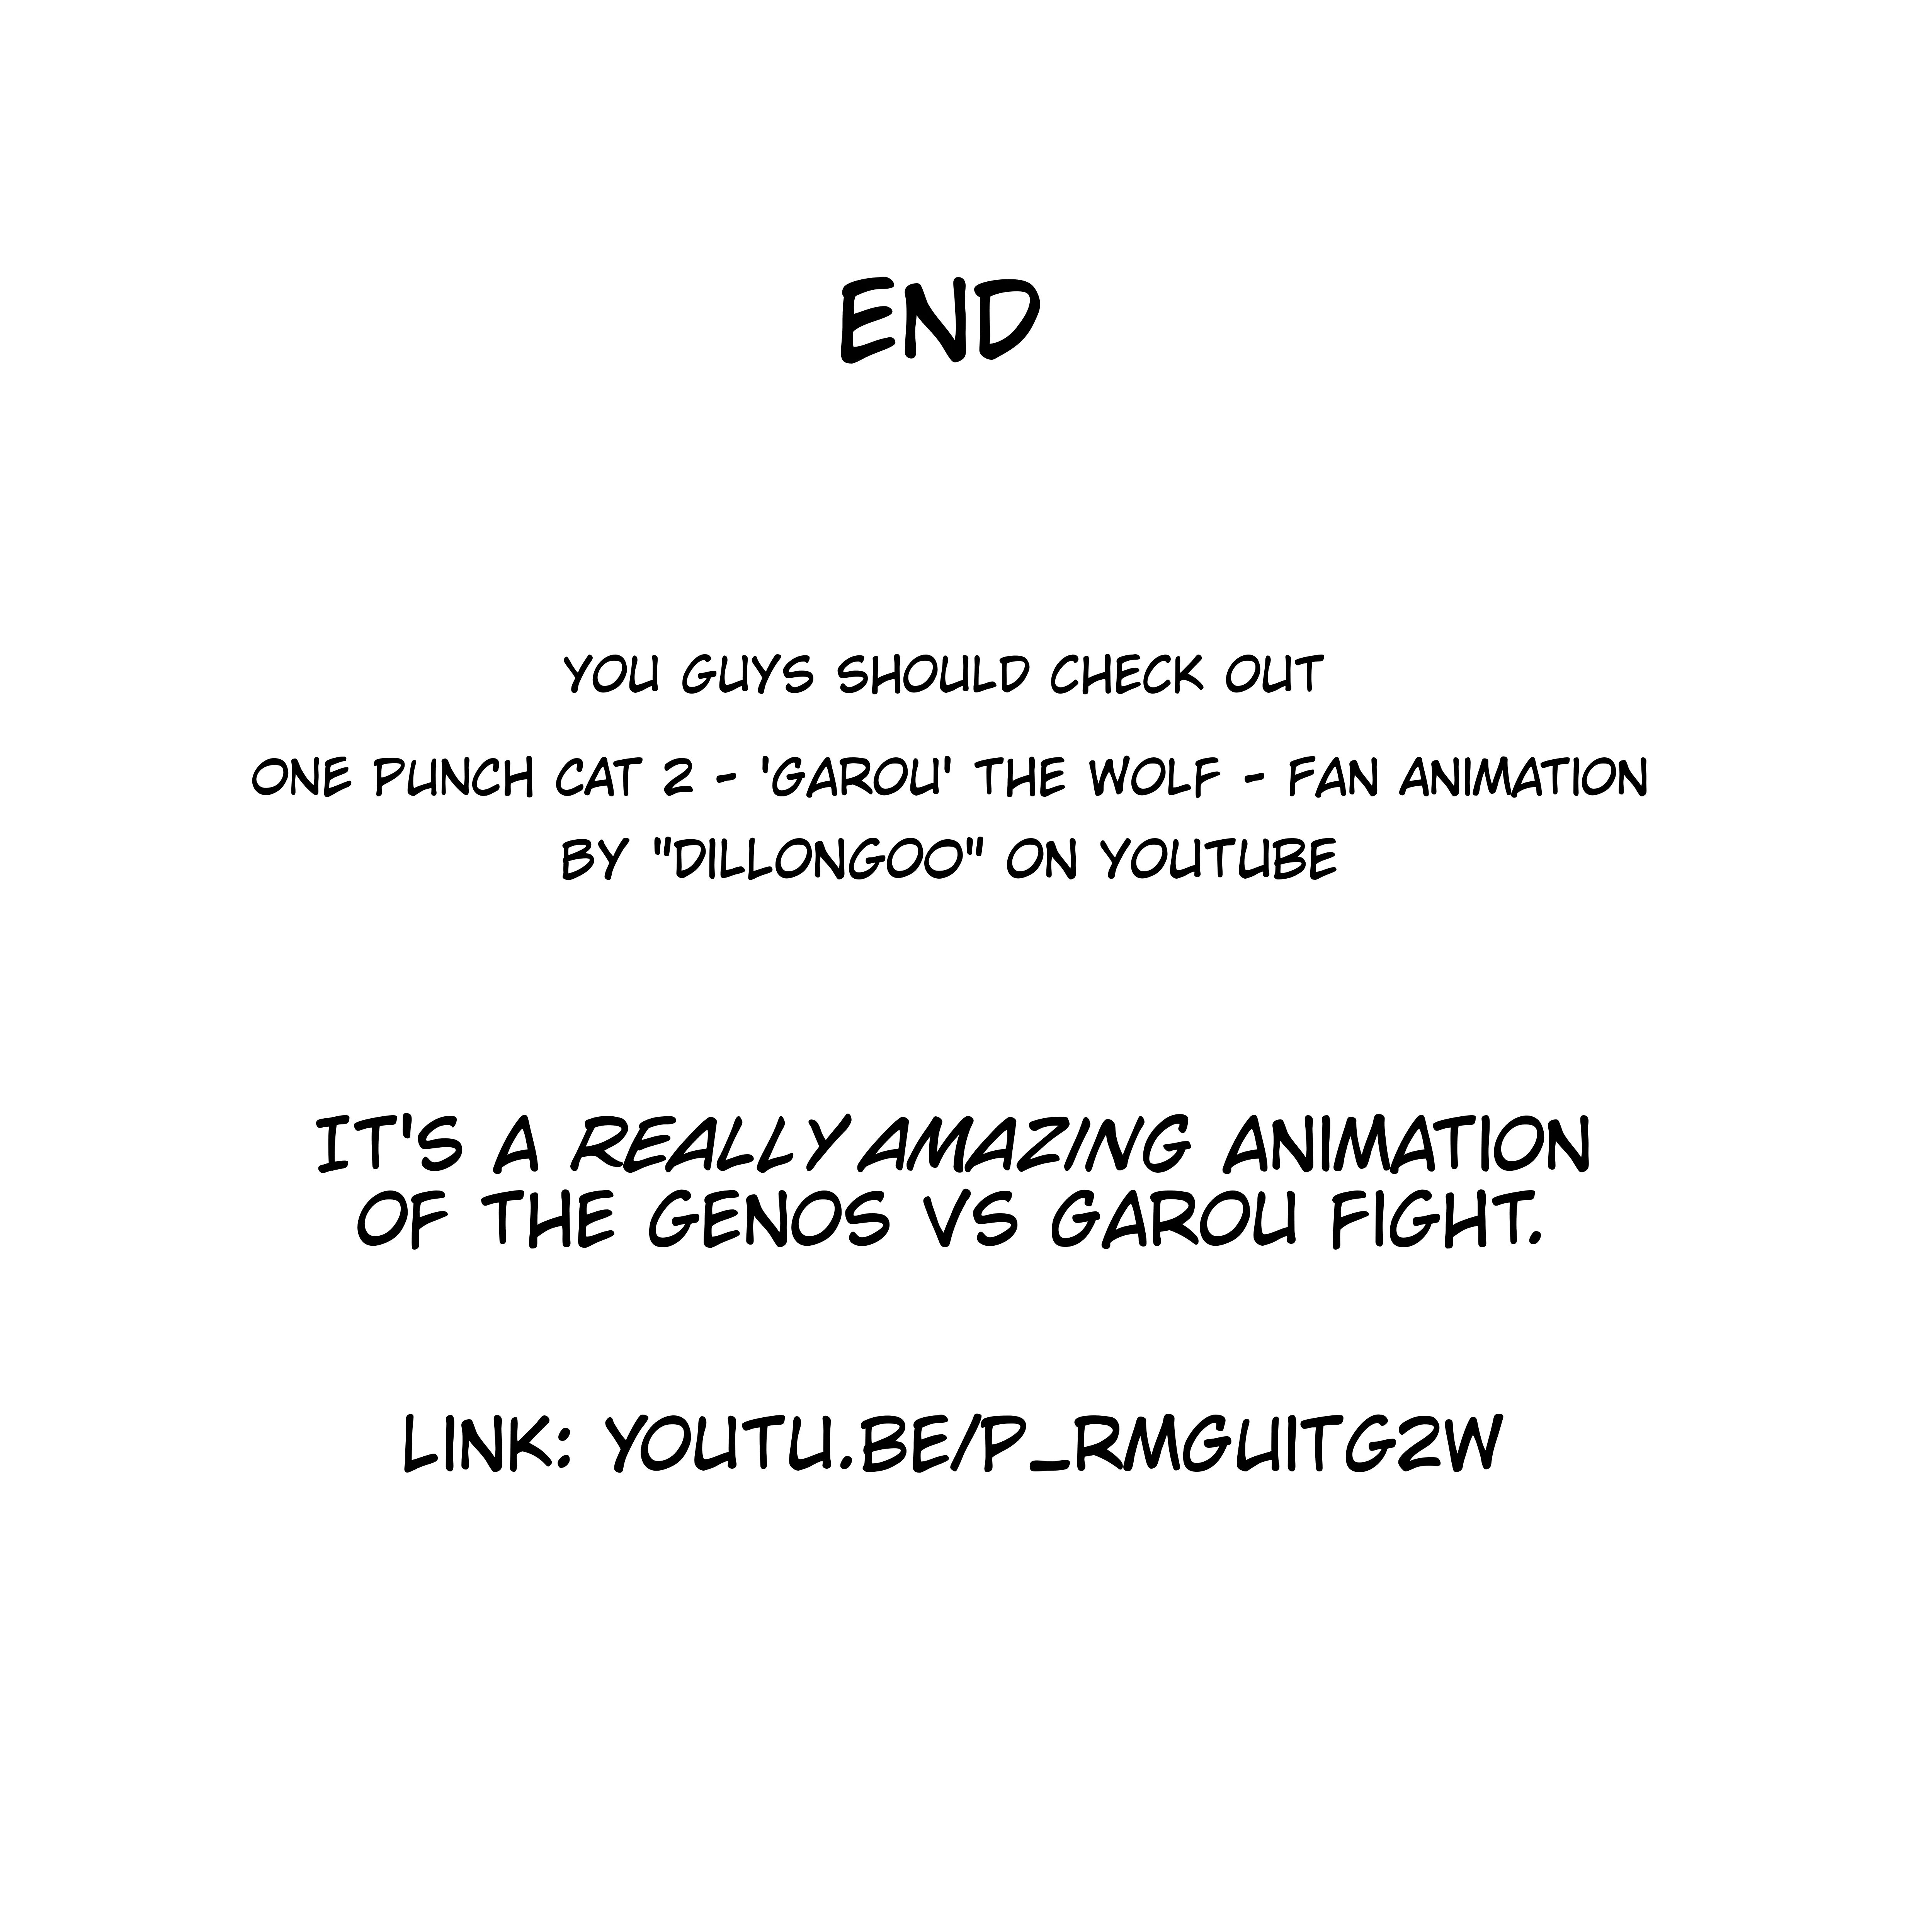 END
YOU GUYS SHOULD CHECK OUT
ONE PUNCH CAT 2 - 'GAROU' THE WOLF - FAN ANIMATION
BY "DILLONGOO" ON YOUTUBE
IT'S A REALLY AMAZING ANIMATION
OF THE GENOS VS GAROU FIGHT.
LINK: YOUTU.BE/P_RMGUITGZW